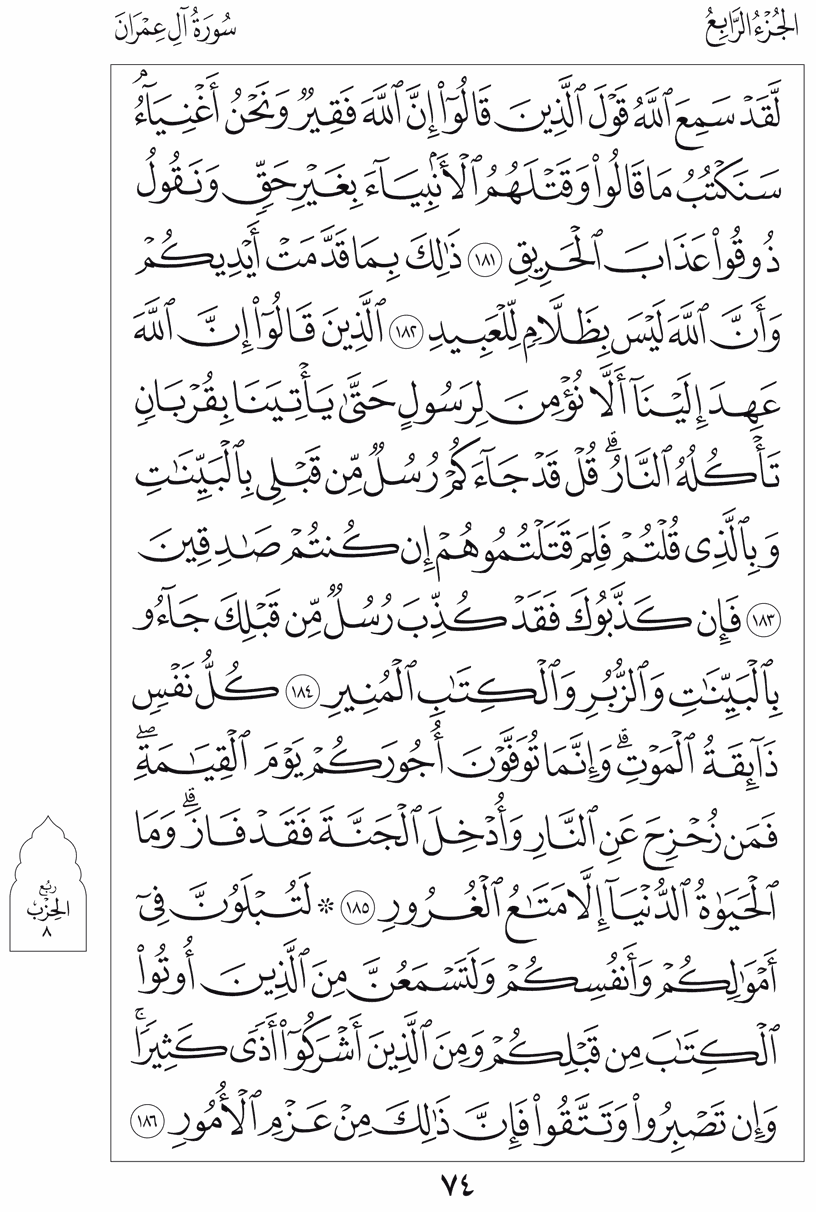 الجُزْءُ الرَّابِعُ
سُورَةُ آلِ عِمْرَانَ
لَّقَدْ سَمِعَ ٱللَّهُ قَوْلَ ٱلَّذِينَ قَالُوٓا۟ إِنَّ ٱللَّهَ فَقِيرٌ وَنَحْنُ أَغْنِيَآءُ ۘ
سَنَكْتُبُ مَا قَالُوا۟ وَقَتْلَهُمُ ٱلْأَنۢبِيَآءَ بِغَيْرِ حَقٍّ وَنَقُولُ
ذُوقُوا۟ عَذَابَ ٱلْحَرِيقِ ١٨١ ذَٰلِكَ بِمَا قَدَّمَتْ أَيْدِيكُمْ
وَأَنَّ ٱللَّهَ لَيْسَ بِظَلَّامٍ لِّلْعَبِيدِ ١٨٢ ٱلَّذِينَ قَالُوٓا۟ إِنَّ ٱللَّهَ
عَهِدَ إِلَيْنَآ أَلَّا نُؤْمِنَ لِرَسُولٍ حَتَّىٰ يَأْتِيَنَا بِقُرْبَانٍ
تَأْكُلُهُ ٱلنَّارُ ۗ قُلْ قَدْ جَآءَكُمْ رُسُلٌ مِّن قَبْلِى بِٱلْبَيِّنَٰتِ
وَبِٱلَّذِى قُلْتُمْ فَلِمَ قَتَلْتُمُوهُمْ إِن كُنتُمْ صَٰدِقِينَ
١٨٣ فَإِن كَذَّبُوكَ فَقَدْ كُذِّبَ رُسُلٌ مِّن قَبْلِكَ جَآءُو
بِٱلْبَيِّنَٰتِ وَٱلزُّبُرِ وَٱلْكِتَٰبِ ٱلْمُنِيرِ ١٨٤ كُلُّ نَفْسٍ
ذَآئِقَةُ ٱلْمَوْتِ ۗ وَإِنَّمَا تُوَفَّوْنَ أُجُورَكُمْ يَوْمَ ٱلْقِيَٰمَةِ ۖ
فَمَن زُحْزِحَ عَنِ ٱلنَّارِ وَأُدْخِلَ ٱلْجَنَّةَ فَقَدْ فَازَ ۗ وَمَا
ٱلْحَيَوٰةُ ٱلدُّنْيَآ إِلَّا مَتَٰعُ ٱلْغُرُورِ ١٨٥ * لَتُبْلَوُنَّ فِىٓ
أَمْوَٰلِكُمْ وَأَنفُسِكُمْ وَلَتَسْمَعُنَّ مِنَ ٱلَّذِينَ أُوتُوا۟
ٱلْكِتَٰبَ مِن قَبْلِكُمْ وَمِنَ ٱلَّذِينَ أَشْرَكُوٓا۟ أَذًى كَثِيرًا ۚ
وَإِن تَصْبِرُوا۟ وَتَتَّقُوا۟ فَإِنَّ ذَٰلِكَ مِنْ عَزْمِ ٱلْأُمُورِ ١٨٦
رُبْع
الحِزْب
٨
٧٤